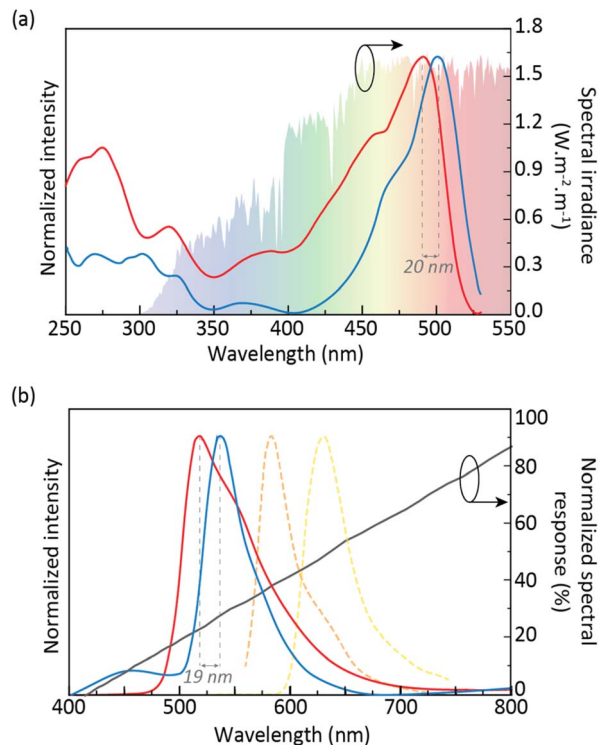 (a)
Normalized intensity
1.8
1.5
1.2
0.9
0.6
0.3
0.0
Spectral irradiance
(W.m-2.m-1)
20 nm
250 300 350 400 450 500 550
Wavelength (nm)
(b)
Normalized intensity
100
80
60
40
20
0
Normalized spectral
response (%)
19 nm
400 500 600 700 800
Wavelength (nm)